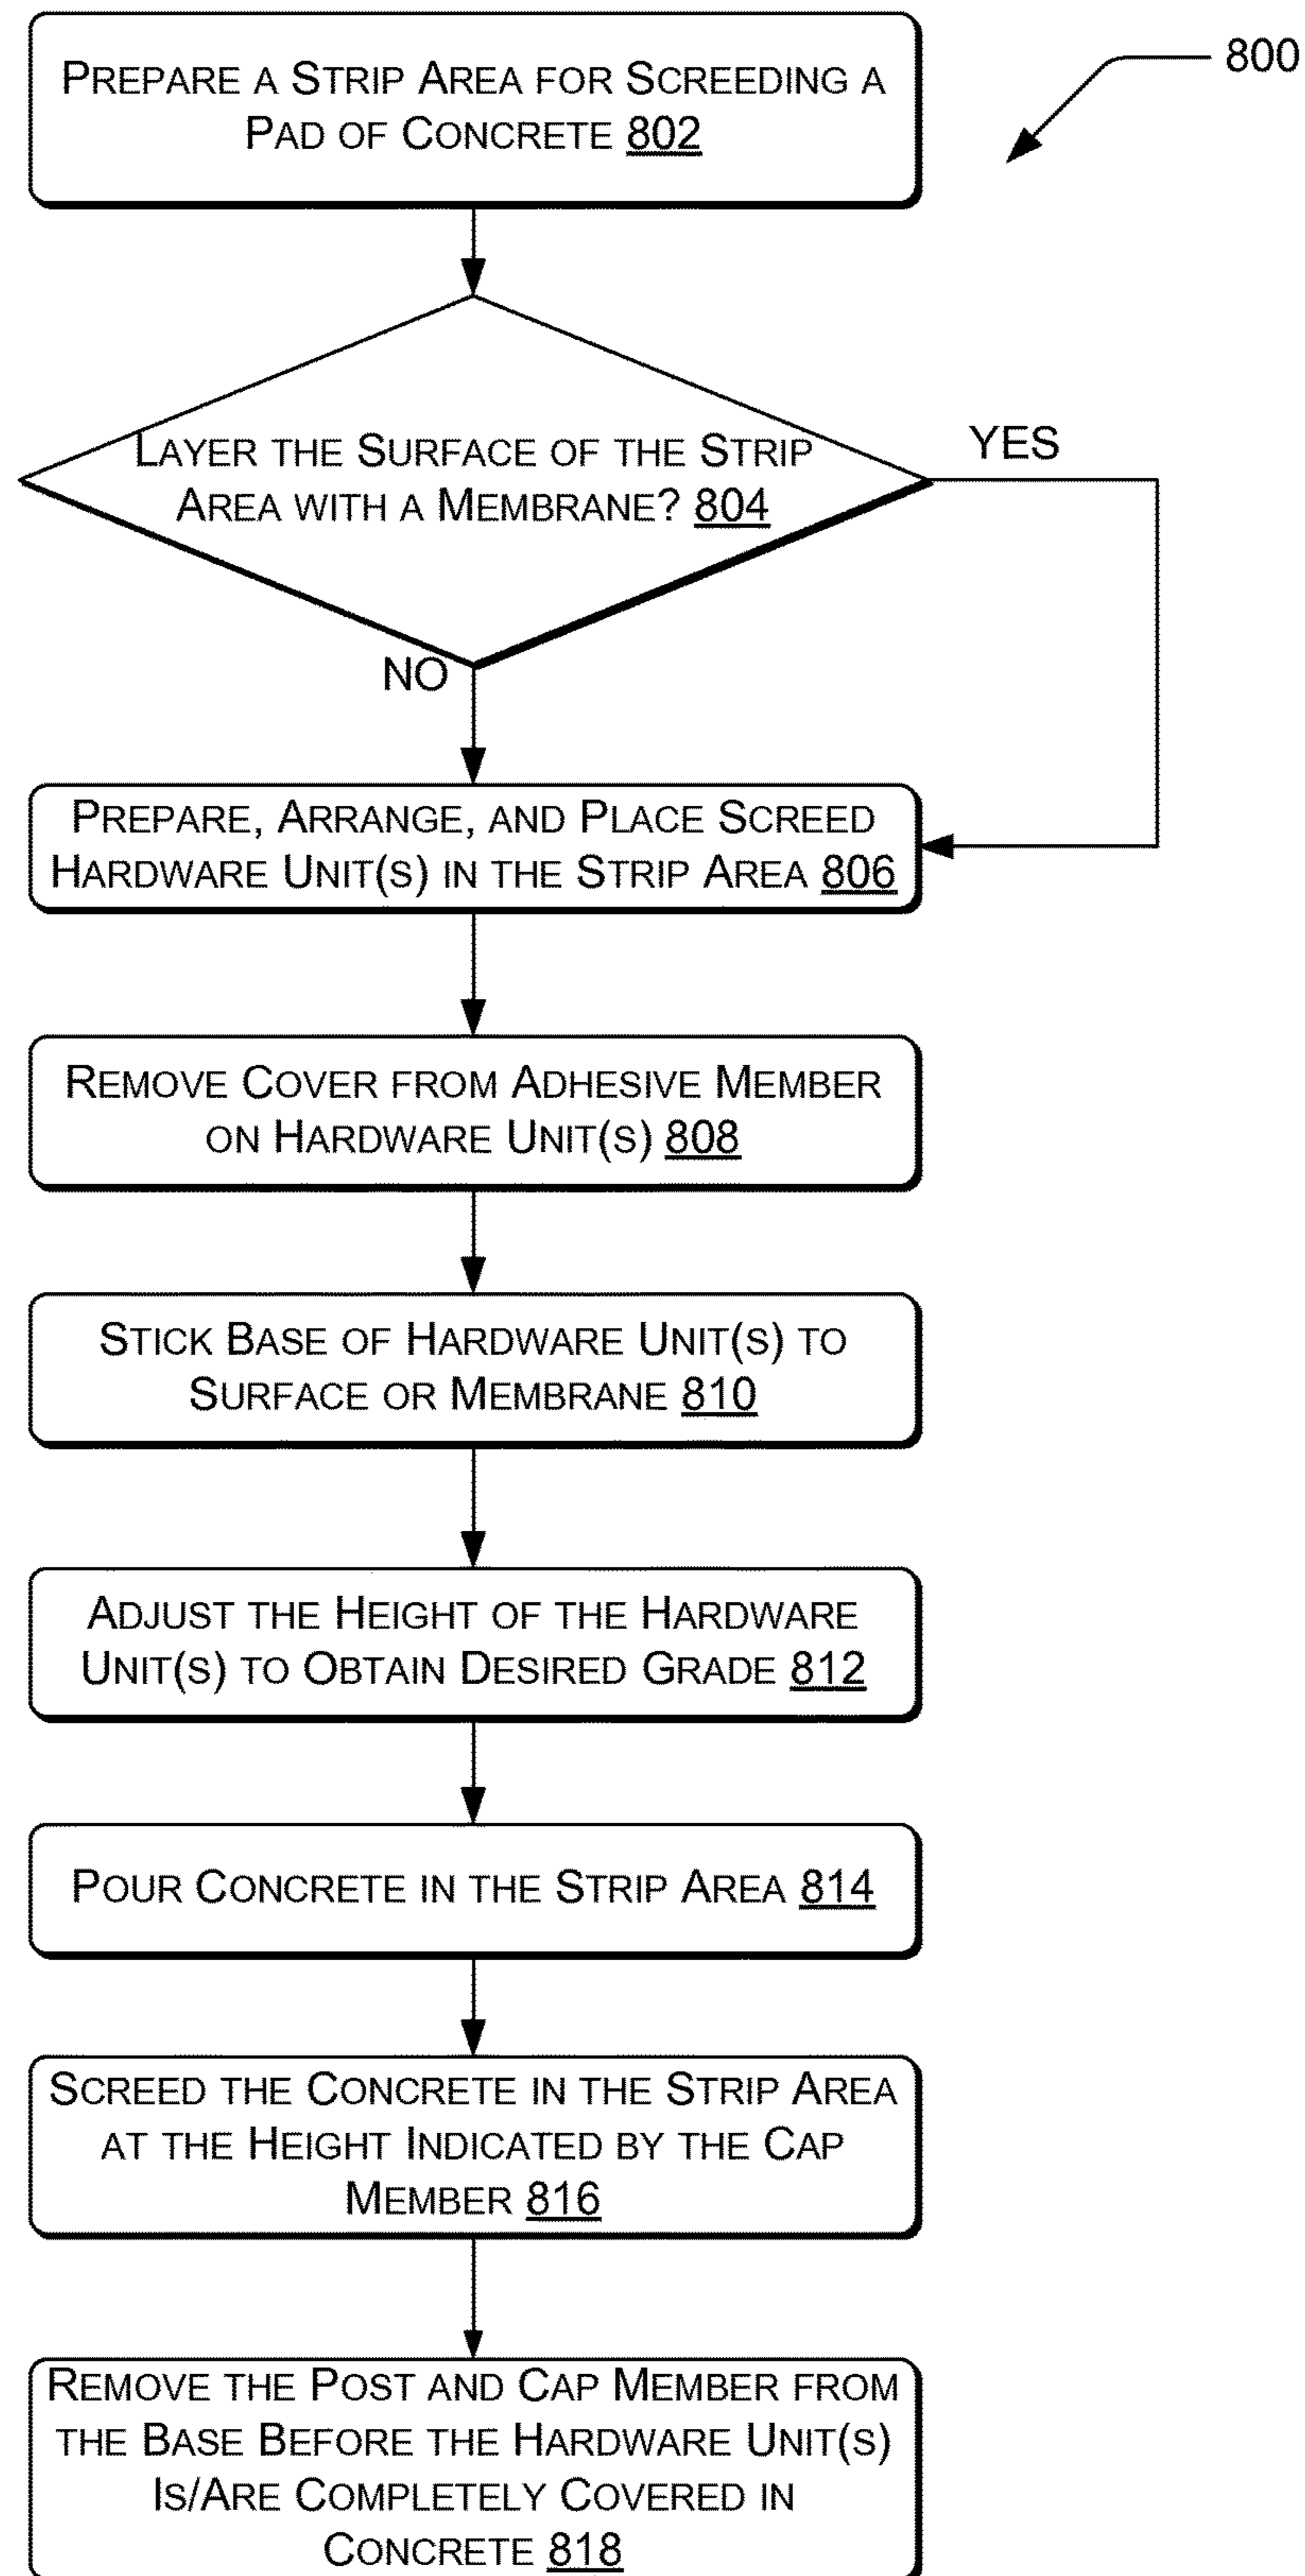 PREPARE A STRIP AREA FOR SCREEDING A
PAD OF CONCRETE 802
800
LAYER THE SURFACE OF THE STRIP
AREA WITH A MEMBRANE? 804
YES
NO
PREPARE, ARRANGE, AND PLACE SCREED
HARDWARE UNIT(S) IN THE STRIP AREA 806
REMOVE COVER FROM ADHESIVE MEMBER
ON HARDWARE UNIT(S) 808
STICK BASE OF HARDWARE UNIT(S) TO
SURFACE OR MEMBRANE 810
ADJUST THE HEIGHT OF THE HARDWARE
UNIT(S) TO OBTAIN DESIRED GRADE 812
POUR CONCRETE IN THE STRIP AREA 814
SCREED THE CONCRETE IN THE STRIP AREA
AT THE HEIGHT INDICATED BY THE CAP
MEMBER 816
REMOVE THE POST AND CAP MEMBER FROM
THE BASE BEFORE THE HARDWARE UNIT(S)
IS/ARE COMPLETELY COVERED IN
CONCRETE 818